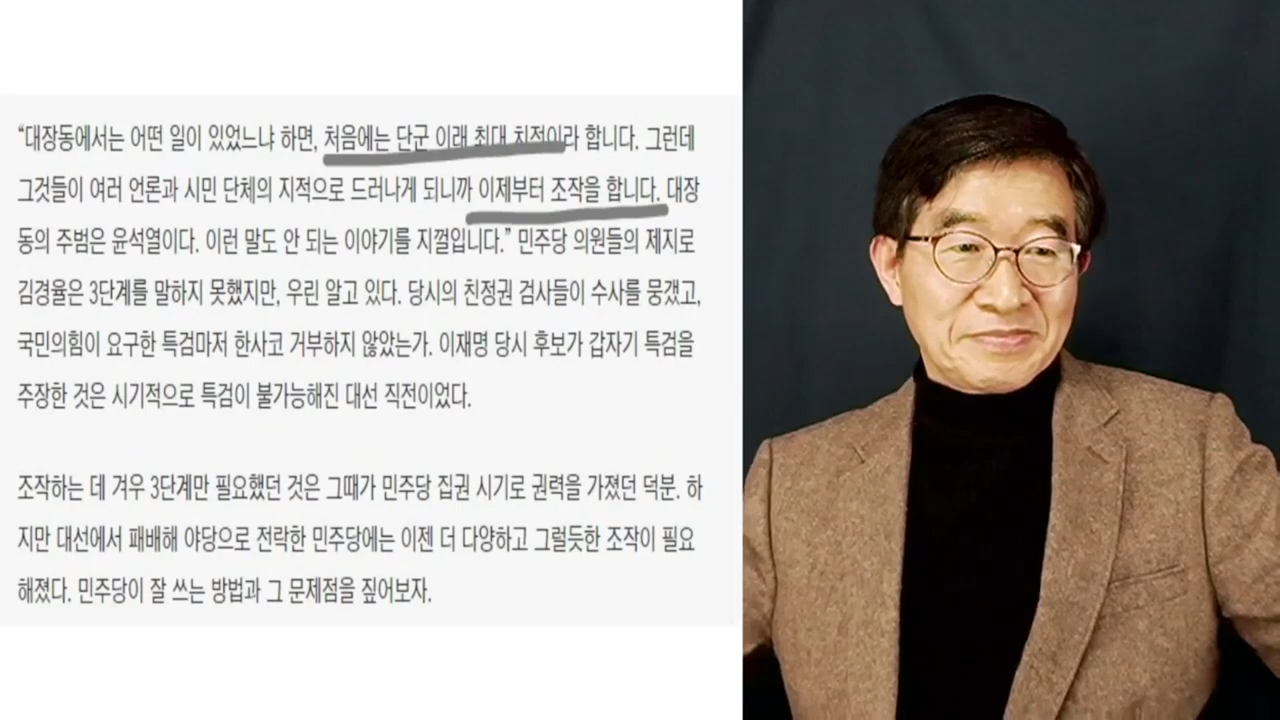 “대장동에서는 어떤 일이 있었느냐 하면, 처음에는 단군 이래 최대 치적이라 합니다. 그런데
그것들이 여러 언론과 시민 단체의 지적으로 드러나게 되니까 이제부터 조작을 합니다. 대장
동의 주범은 윤석열이다. 이런 말도 안 되는 이야기를 지껄입니다.” 민주당 의원들의 제지로
김경율은 3단계를 말하지 못했지만, 우린 알고 있다. 당시의 친정권 검사들이 수사를 뭉갰고,
국민의힘이 요구한 특검마저 한사코 거부하지 않았는가. 이재명 당시 후보가 갑자기 특검을
주장한 것은 시기적으로 특검이 불가능해진 대선 직전이었다.
조작하는 데 겨우 3단계만 필요했던 것은 그때가 민주당 집권 시기로 권력을 가졌던 덕분. 하
지만 대선에서 패배해 야당으로 전락한 민주당에는 이젠 더 다양하고 그럴듯한 조작이 필요
해졌다. 민주당이 잘 쓰는 방법과 그 문제점을 짚어보자.